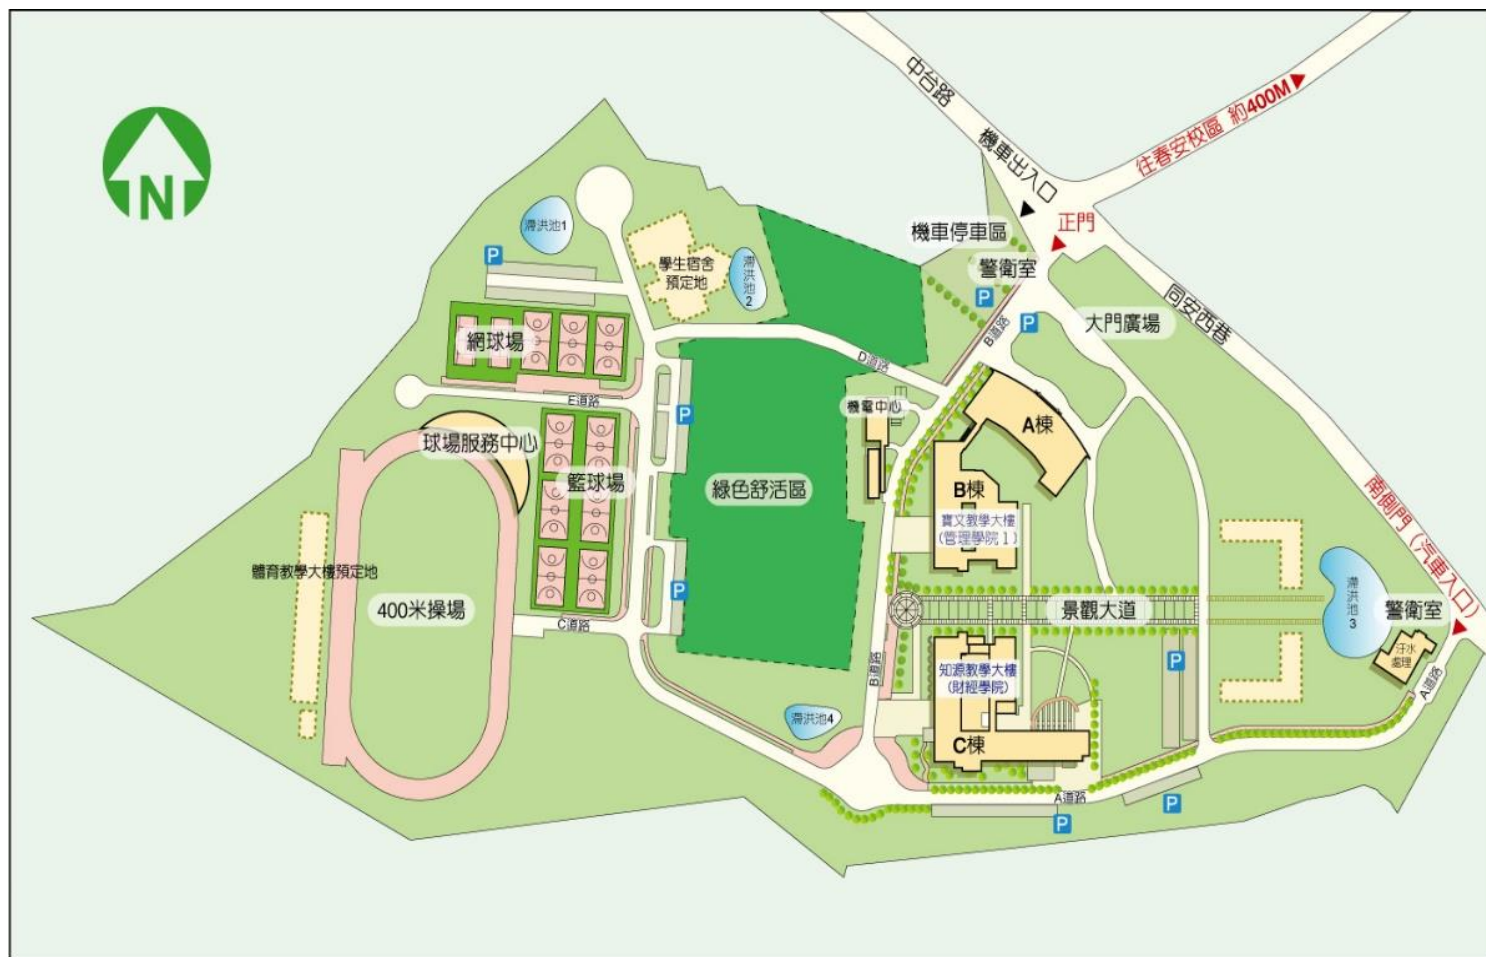 中台路
往春安校區 約400M
機車出入口
N
正門
滯洪池1
機車停車區
P
學生宿舍
預定地
滯洪池2
警衛室
P
同安西巷
P
大門廣場
B道路
網球場
D道路
E道路
P
機電中心
A棟
球場服務中心
籃球場
綠色舒活區
B棟
南側門（汽車入口）
寶文教學大樓
(管理學院1)
體育教學大樓預定地
P
滯洪池3
400米操場
景觀大道
警衛室
C道路
汙水
處理
P
B道路
知源教學大樓
(財經學院)
A道路
滯洪池4
C棟
A道路
P
P